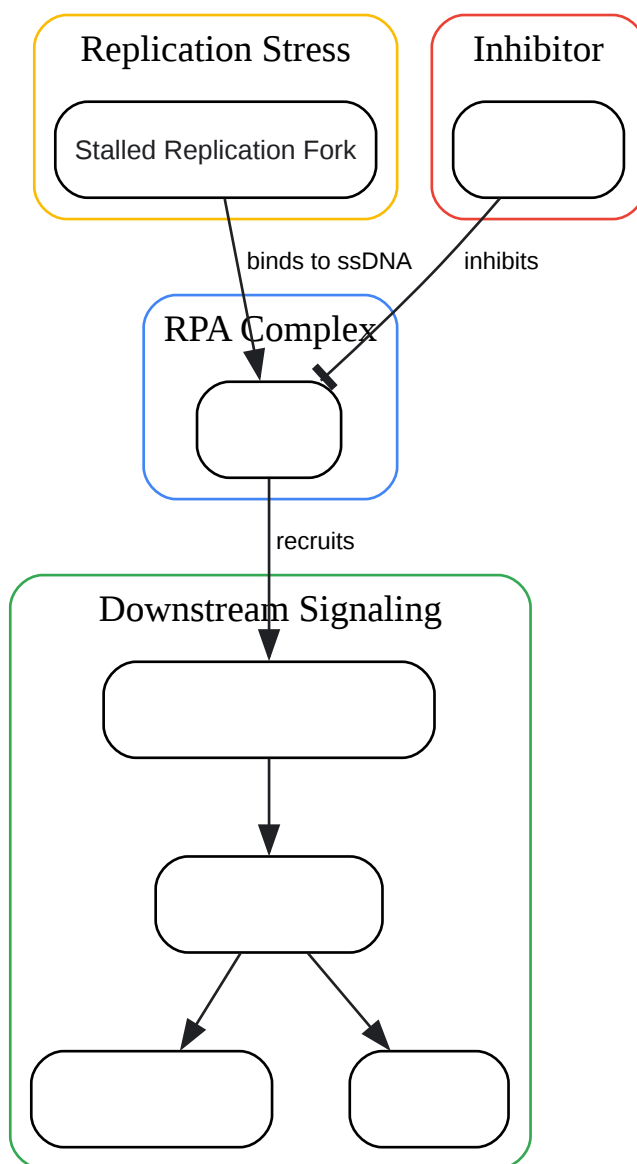 Replication Stress
Inhibitor
Stalled Replication Fork
binds to ssDNA
inhibits
RPA Complex
recruits
Downstream Signaling